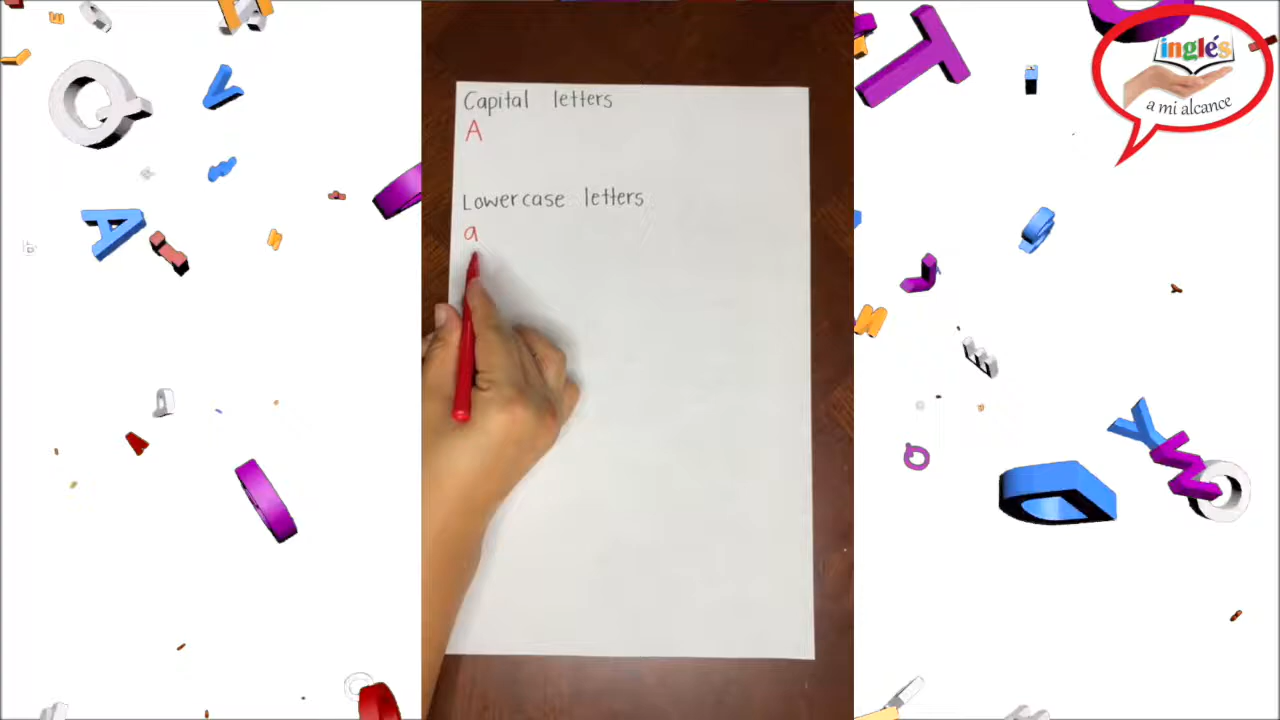 Capital letters
A
Lowercase letters
a
inglés
a mi alcance